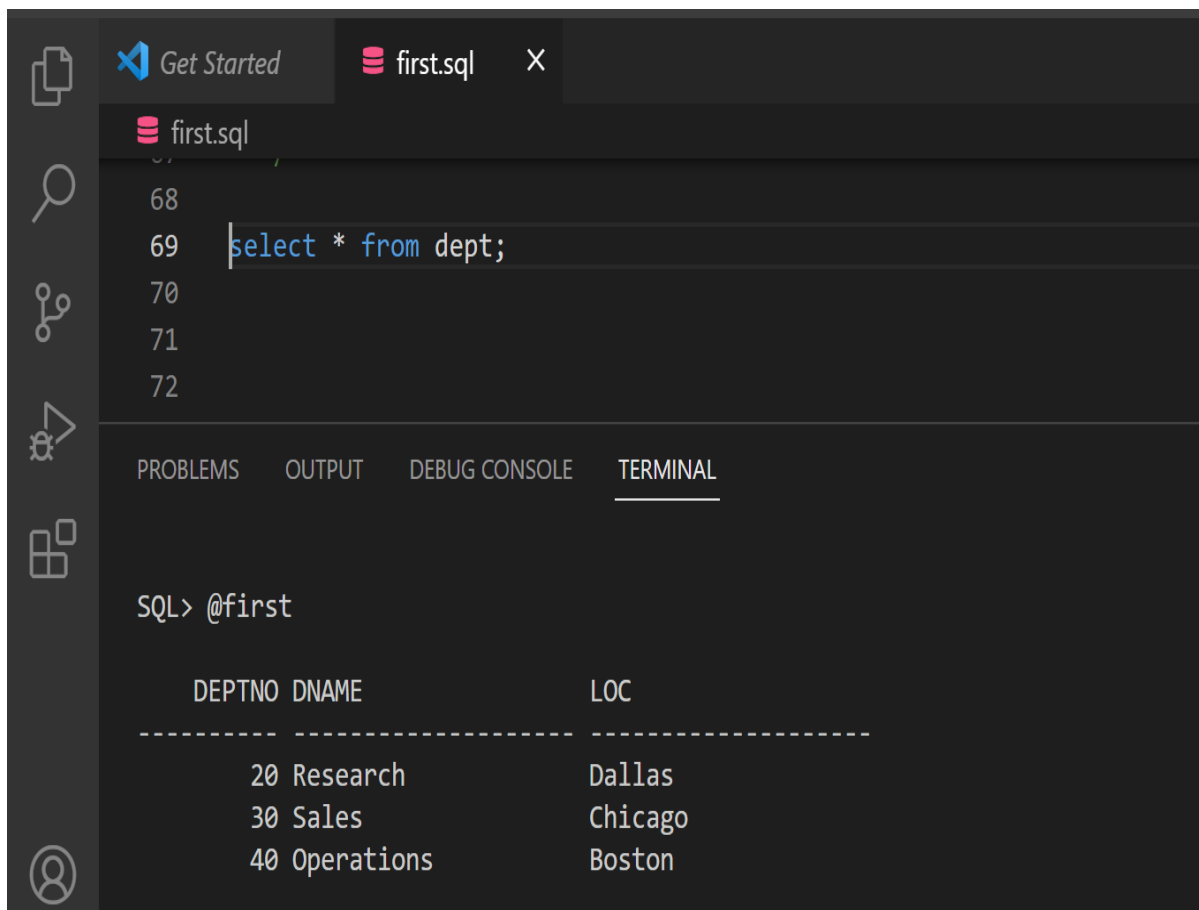 Get Started first.sql
first.sql
68
69 select * from dept;
70
71
72
PROBLEMS OUTPUT DEBUG CONSOLE TERMINAL
SQL> @first
DEPTNO DNAME LOC
---------- -------------------- --------------------
20 Research Dallas
30 Sales Chicago
40 Operations Boston